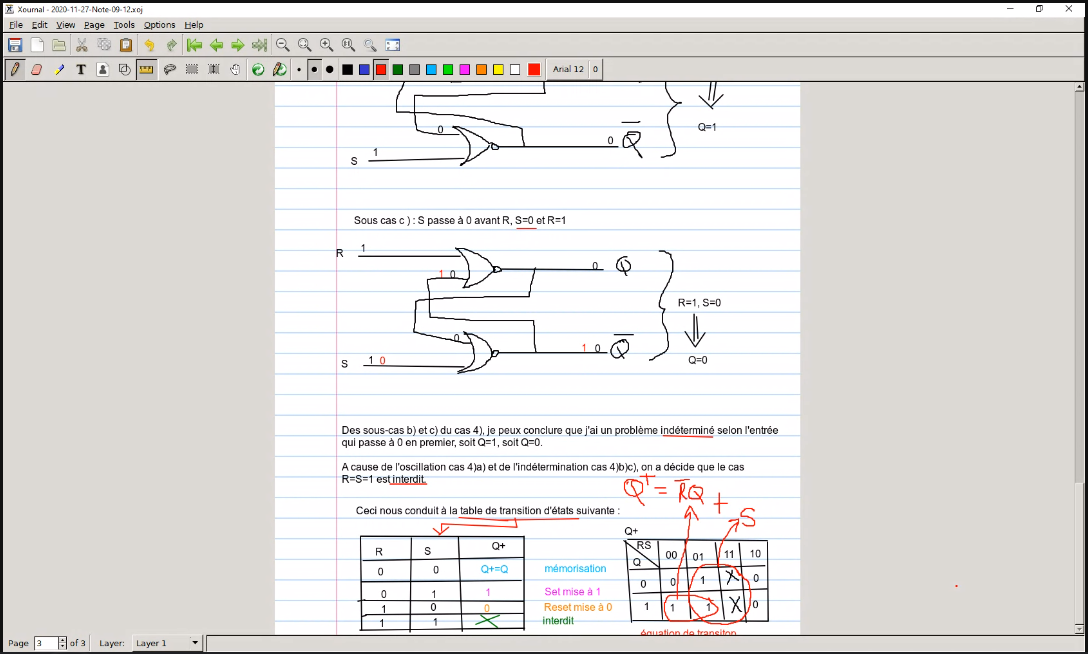 Xournal - 2020-11-27-Note-09-12.xoj
File Edit View Page Tools Options Help
Arial 12 0
0
0 Q̅
S 1
Q=1
Sous cas c ) : S passe à 0 avant R, S=0 et R=1
R 1
1 0
0 Q
R=1, S=0
0
1 0 Q̅
S 1 0
Q=0
Des sous-cas b) et c) du cas 4), je peux conclure que j'ai un problème indéterminé selon l'entrée
qui passe à 0 en premier, soit Q=1, soit Q=0.
A cause de l'oscillation cas 4)a) et de l'indétermination cas 4)b)c), on a décide que le cas
R=S=1 est interdit.
Q⁺ = R̅Q + S
Ceci nous conduit à la table de transition d'états suivante :
R S Q+
0 0 Q+=Q mémorisation
0 1 1 Set mise à 1
1 0 0 Reset mise à 0
1 1 X interdit
Q+
RS 00 01 11 10
Q
0 0 1 X 0
1 1 1 X 0
équation de transiton
Page 3 of 3 Layer: Layer 1